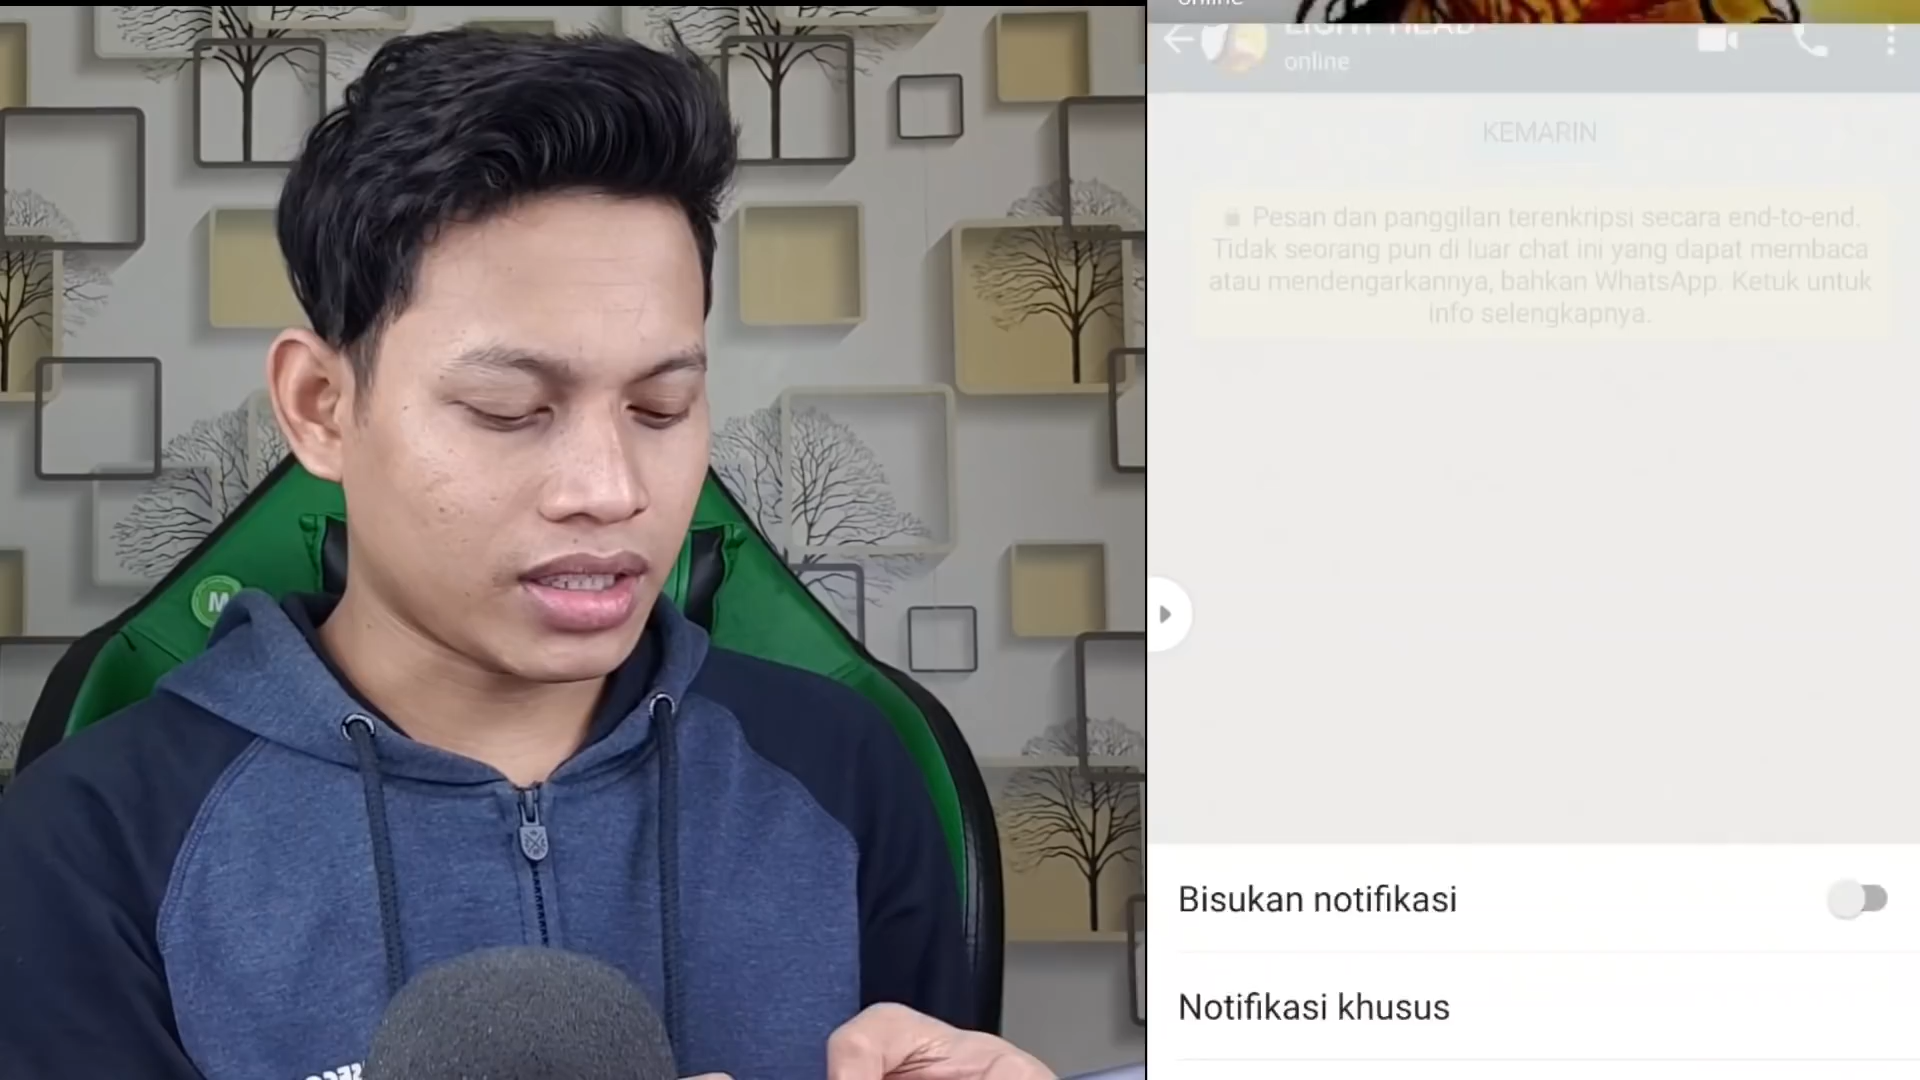 M
online
KEMARIN
Pesan dan panggilan terenkripsi secara end-to-end.
Tidak seorang pun di luar chat ini yang dapat membaca
atau mendengarkannya, bahkan WhatsApp. Ketuk untuk
info selengkapnya.
Bisukan notifikasi
Notifikasi khusus